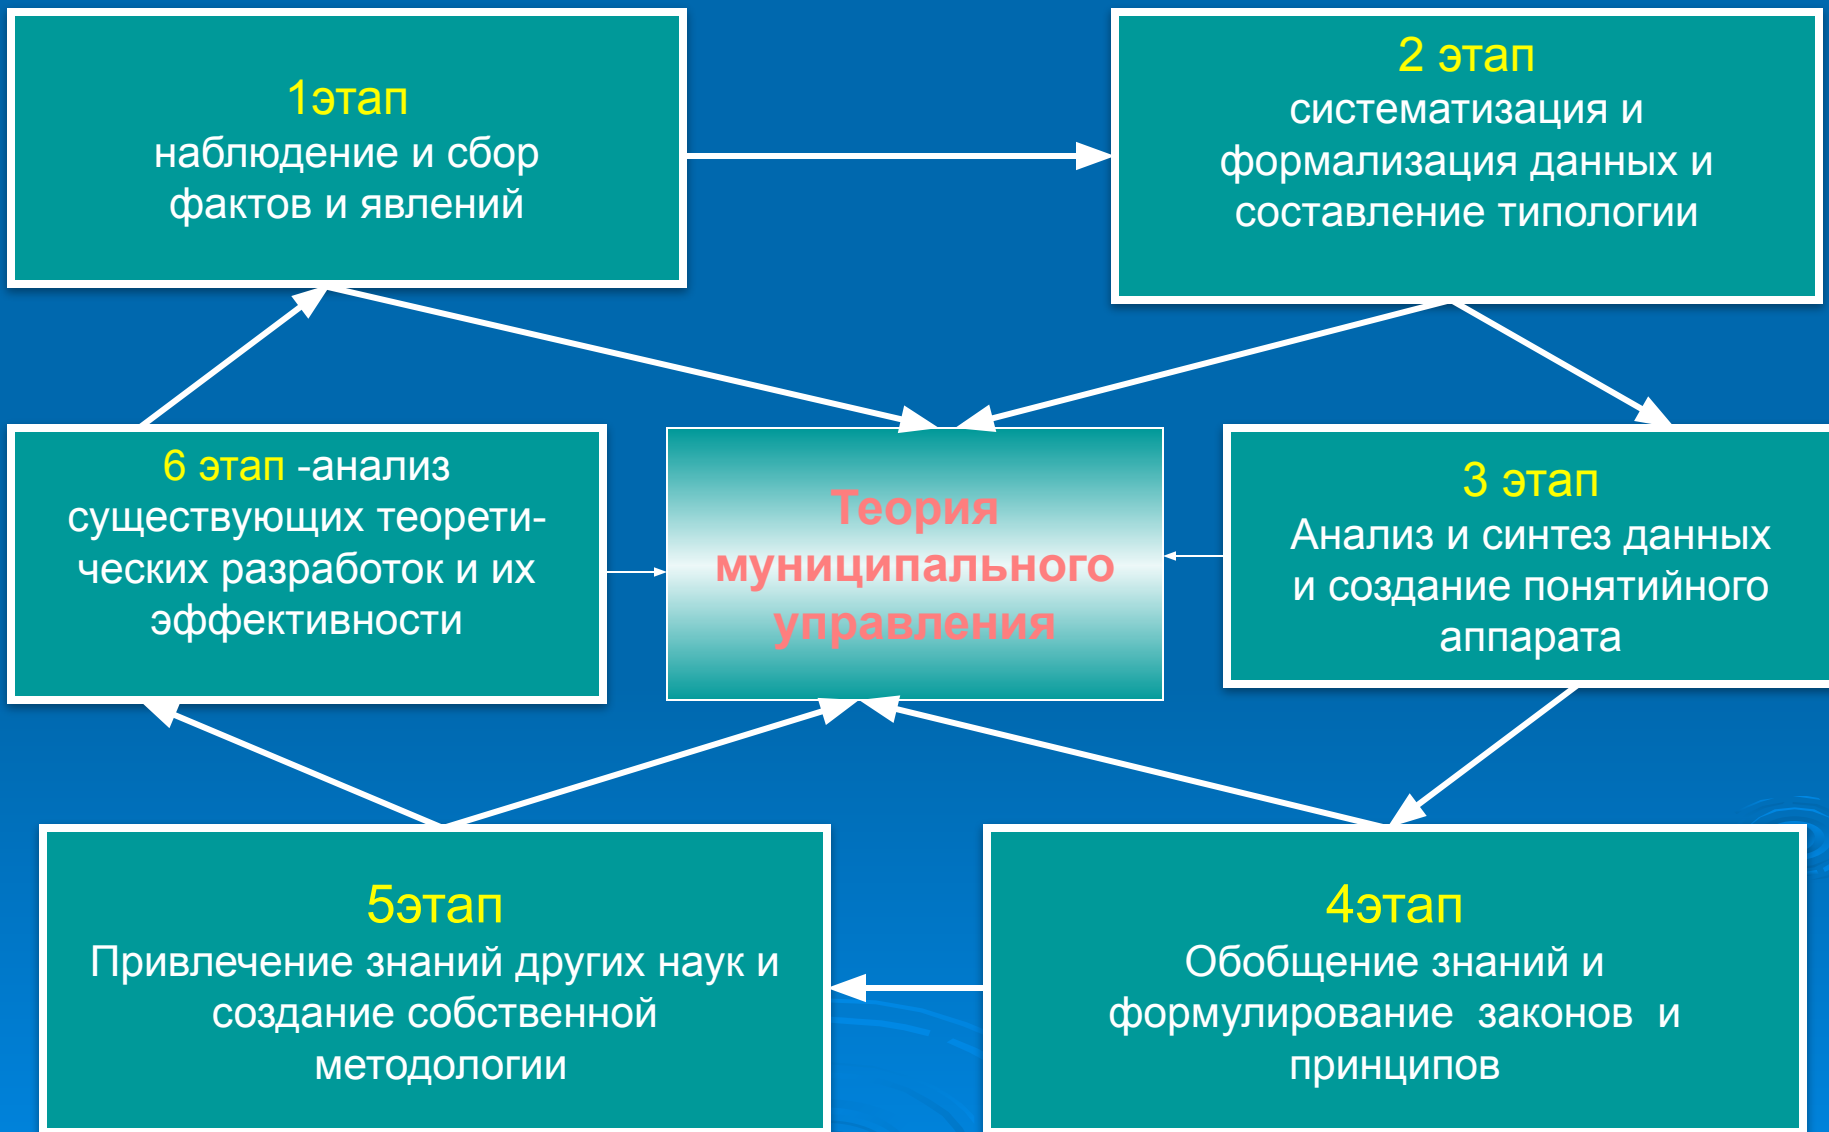 1этап
наблюдение и сбор
фактов и явлений
2 этап
систематизация и
формализация данных и
составление типологии
6 этап -анализ
существующих теорети-
ческих разработок и их
эффективности
Теория
муниципального
управления
3 этап
Анализ и синтез данных
и создание понятийного
аппарата
5этап
Привлечение знаний других наук и
создание собственной
методологии
4этап
Обобщение знаний и
формулирование  законов  и
принципов